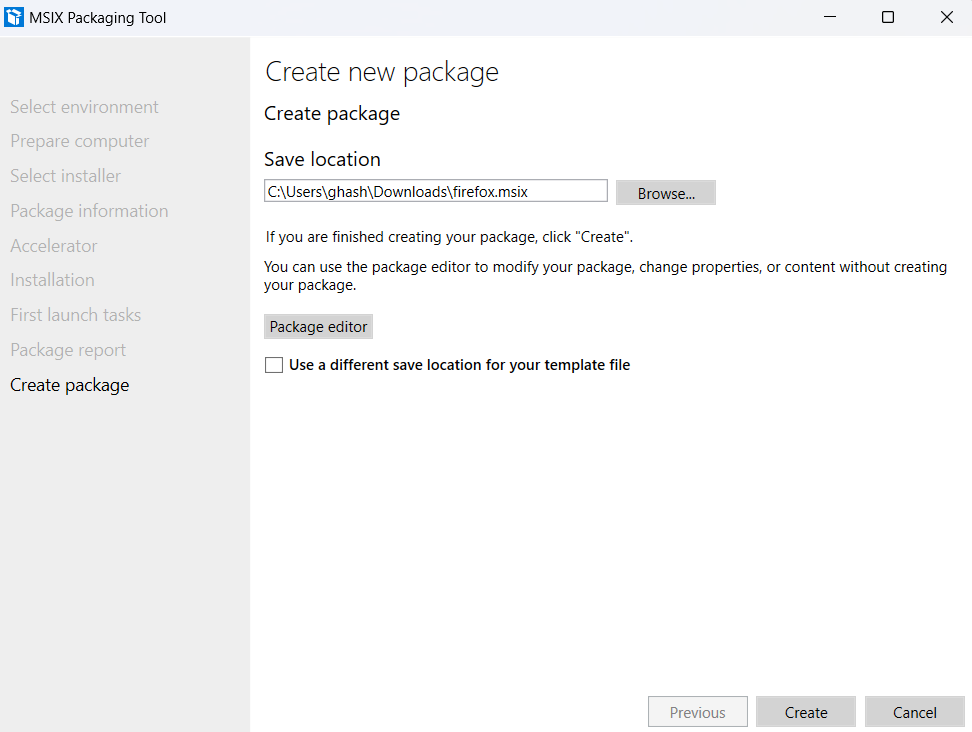 MSIX Packaging Tool
Select environment
Prepare computer
Select installer
Package information
Accelerator
Installation
First launch tasks
Package report
Create package
Create new package
Create package
Save location
C:\Users\ghash\Downloads\firefox.msix
Browse...
If you are finished creating your package, click "Create".
You can use the package editor to modify your package, change properties, or content without creating
your package.
Package editor
Use a different save location for your template file
Previous
Create
Cancel